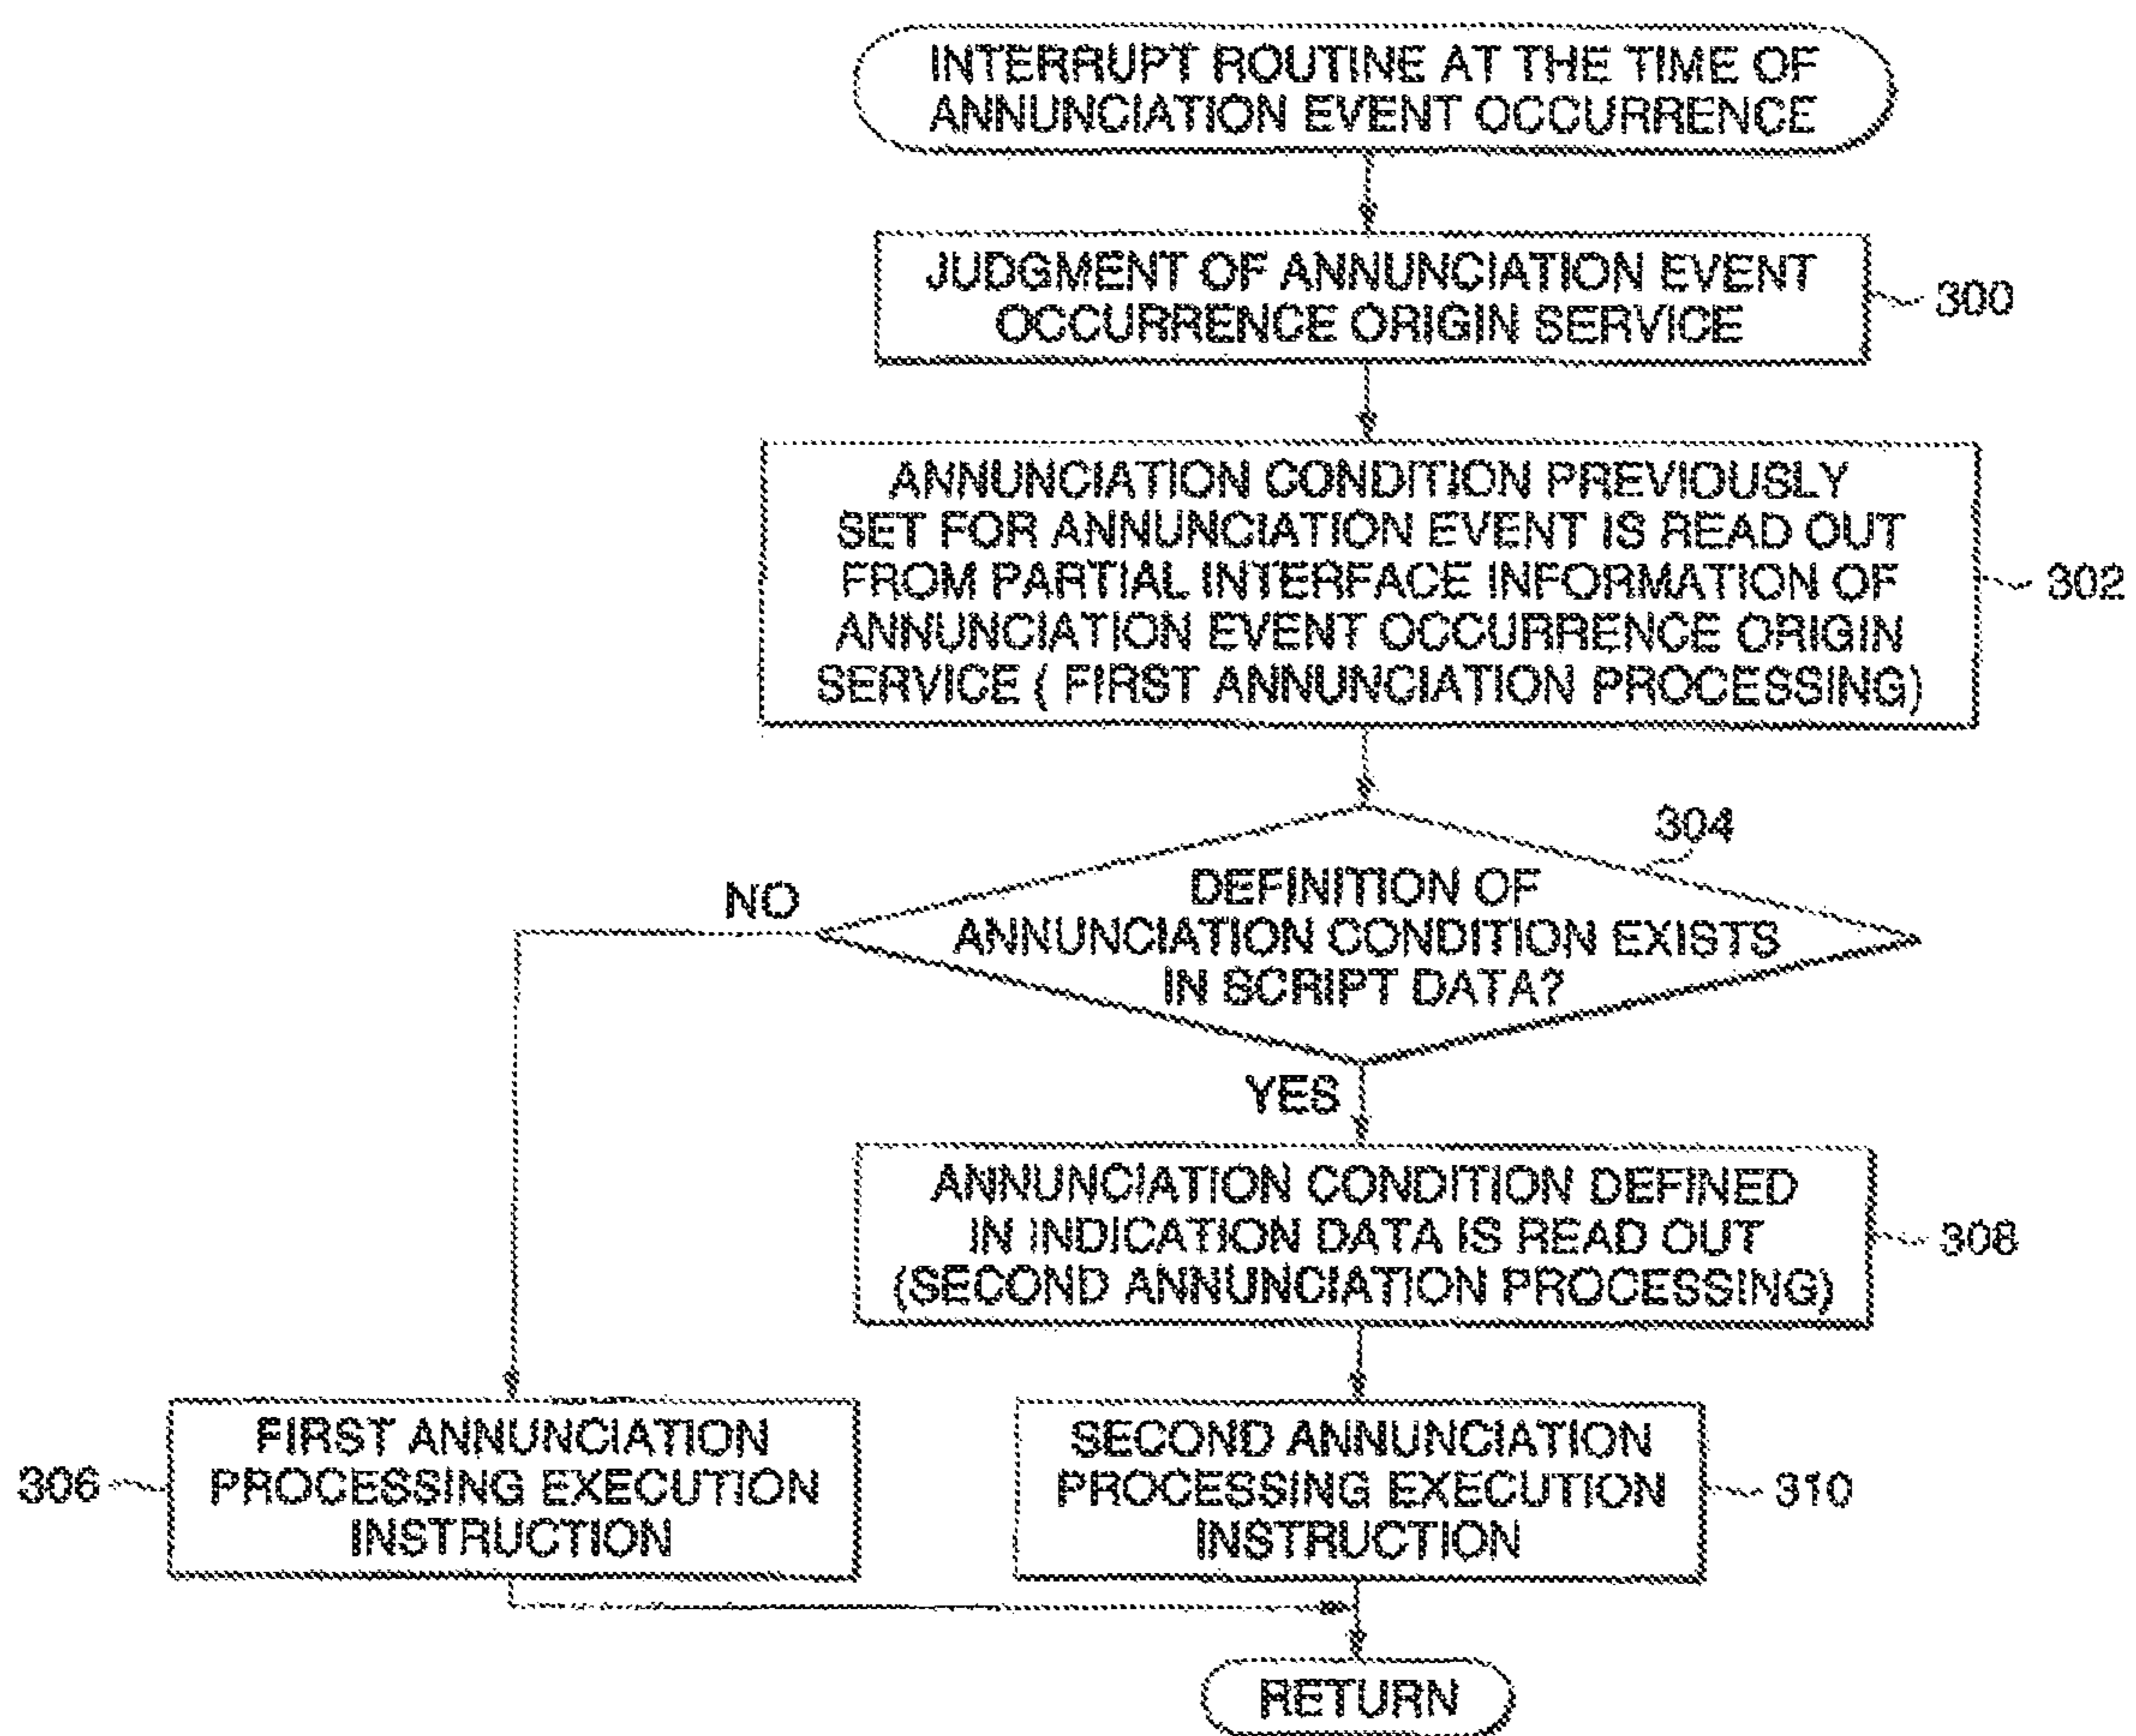 INTERRUPT ROUTINE AT THE TIME OF
ANNUNCIATION EVENT OCCURRENCE
JUDGMENT OF ANNUNCIATION EVENT
OCCURRENCE ORIGIN SERVICE
300
ANNUNCIATION CONDITION PREVIOUSLY
SET FOR ANNUNCIATION EVENT IS READ OUT
FROM PARTIAL INTERFACE INFORMATION OF
ANNUNCIATION EVENT OCCURRENCE ORIGIN
SERVICE ( FIRST ANNUNCIATION PROCESSING)
302
304
DEFINITION OF
ANNUNCIATION CONDITION EXISTS
IN SCRIPT DATA?
NO
YES
ANNUNCIATION CONDITION DEFINED
IN INDICATION DATA IS READ OUT
(SECOND ANNUNCIATION PROCESSING)
308
306
FIRST ANNUNCIATION
PROCESSING EXECUTION
INSTRUCTION
SECOND ANNUNCIATION
PROCESSING EXECUTION
INSTRUCTION
310
RETURN